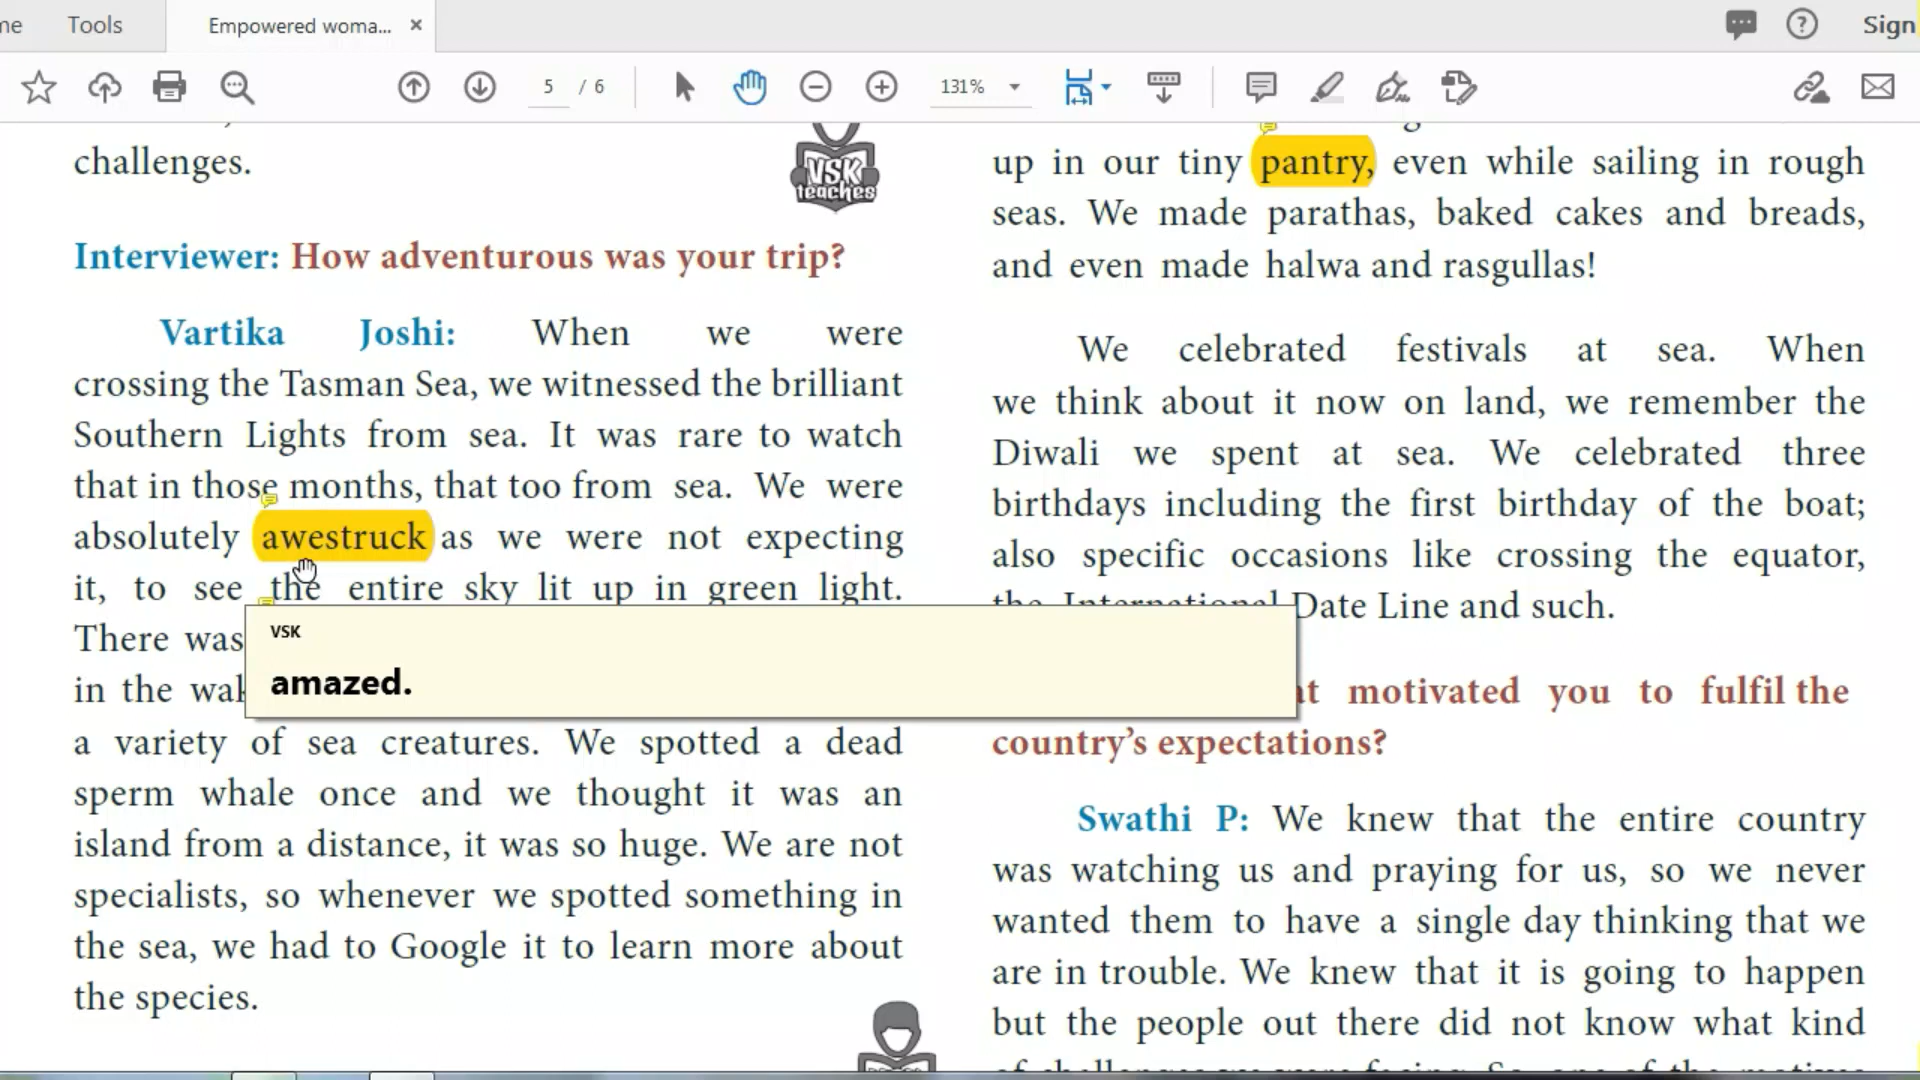 me Tools Empowered woma... × ? Sign
5 / 6 131%
challenges.
VSK
teaches
Interviewer: How adventurous was your trip?
Vartika Joshi: When we were
crossing the Tasman Sea, we witnessed the brilliant
Southern Lights from sea. It was rare to watch
that in those months, that too from sea. We were
absolutely awestruck as we were not expecting
it, to see the entire sky lit up in green light.
There was
in the
a variety of sea creatures. We spotted a dead
sperm whale once and we thought it was an
island from a distance, it was so huge. We are not
specialists, so whenever we spotted something in
the sea, we had to Google it to learn more about
the species.
VSK
amazed.
up in our tiny pantry, even while sailing in rough
seas. We made parathas, baked cakes and breads,
and even made halwa and rasgullas!
We celebrated festivals at sea. When
we think about it now on land, we remember the
Diwali we spent at sea. We celebrated three
birthdays including the first birthday of the boat;
also specific occasions like crossing the equator,
the International Date Line and such.
at motivated you to fulfil the
country's expectations?
Swathi P: We knew that the entire country
was watching us and praying for us, so we never
wanted them to have a single day thinking that we
are in trouble. We knew that it is going to happen
but the people out there did not know what kind